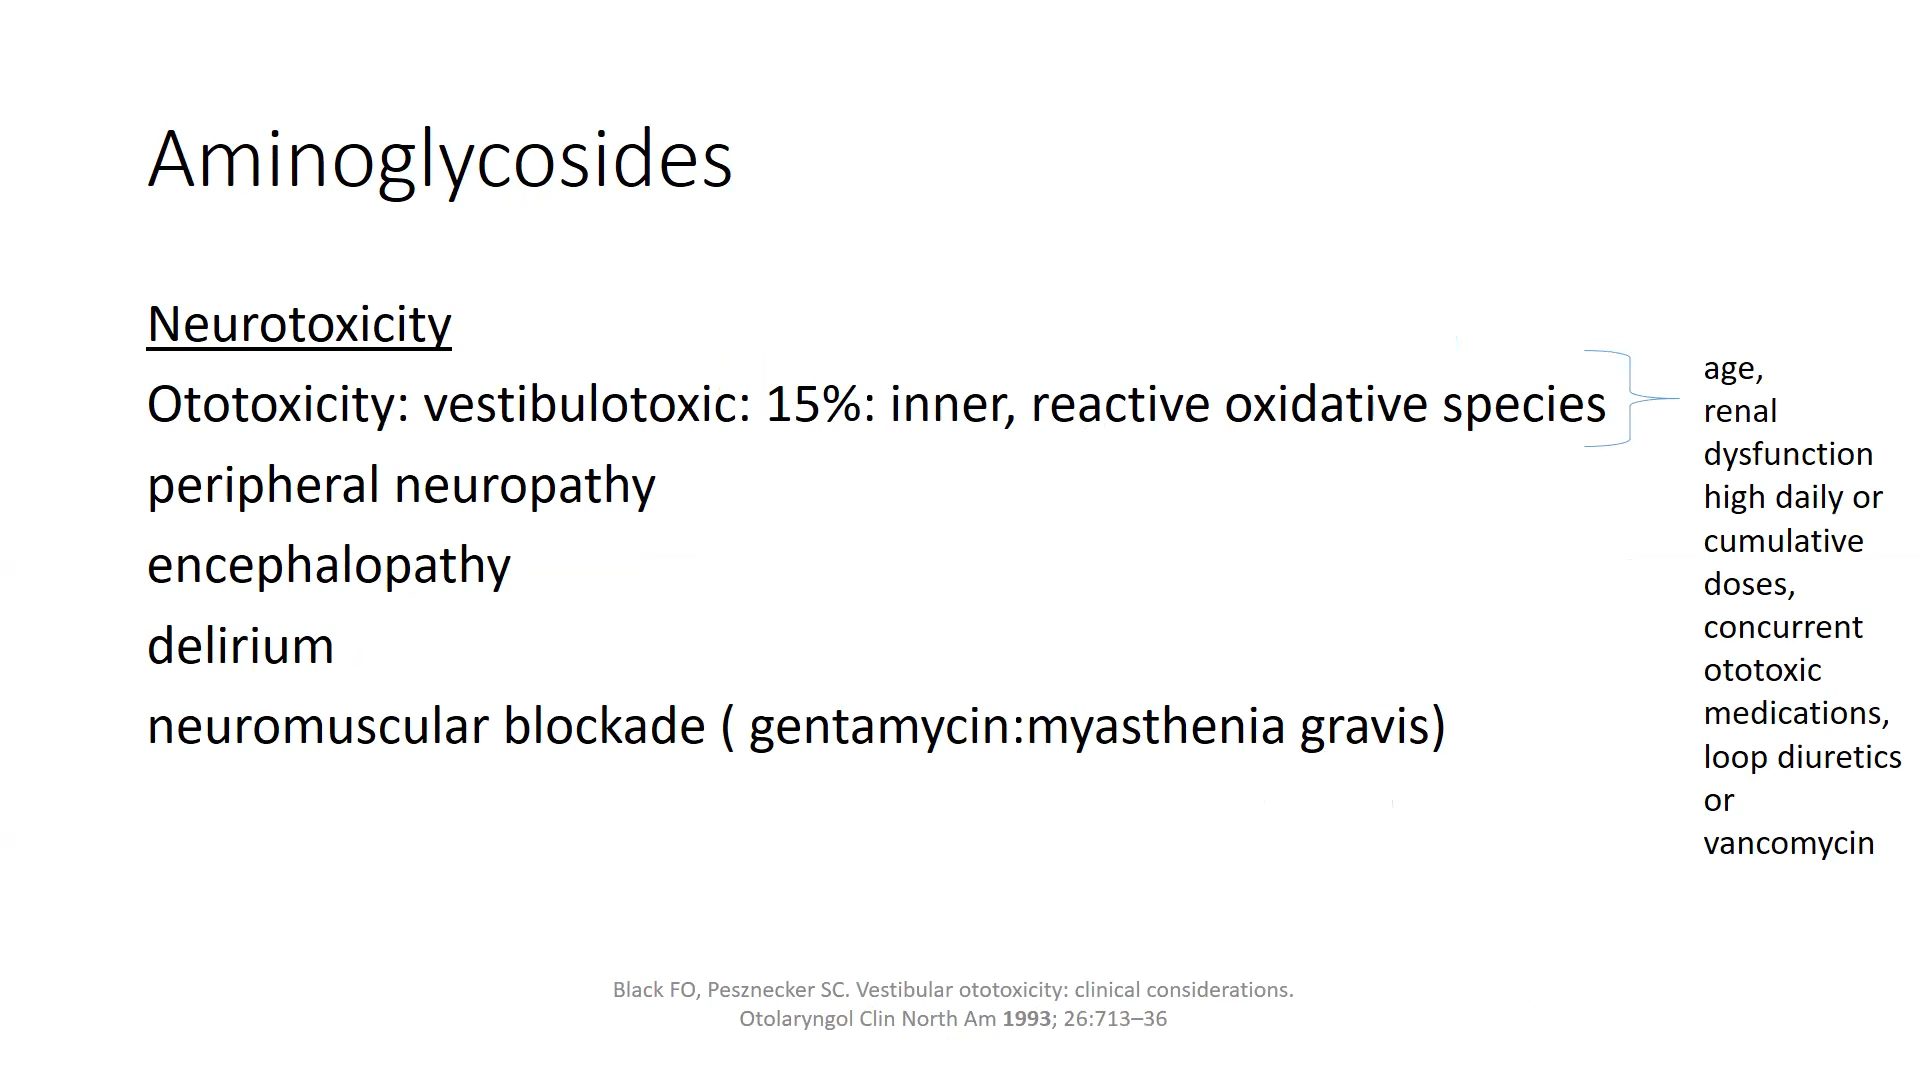 Aminoglycosides
Neurotoxicity
Ototoxicity: vestibulotoxic: 15%: inner, reactive oxidative species
peripheral neuropathy
encephalopathy
delirium
neuromuscular blockade ( gentamycin:myasthenia gravis)
age,
renal
dysfunction
high daily or
cumulative
doses,
concurrent
ototoxic
medications,
loop diuretics
or
vancomycin
Black FO, Pesznecker SC. Vestibular ototoxicity: clinical considerations.
Otolaryngol Clin North Am 1993; 26:713–36